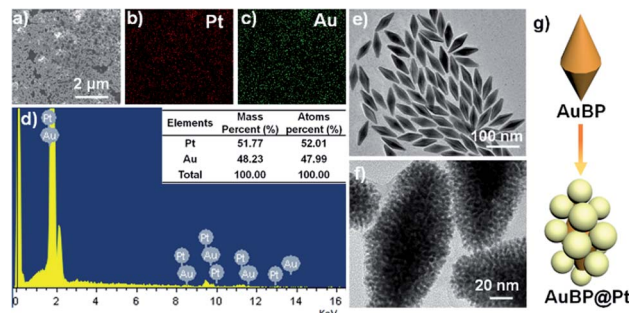 a)
2 μm
b)
Pt
c)
Au
d)
Pt
Au
Elements Mass Percent (%) Atoms Percent (%)
Pt 51.77 52.01
Au 48.23 47.99
Total 100.00 100.00
Pt
Au
Pt
Au
Pt
Pt
Au
Pt
Au
0 2 4 6 8 10 12 14 16
KeV
e)
100 nm
f)
20 nm
g)
AuBP
AuBP@Pt